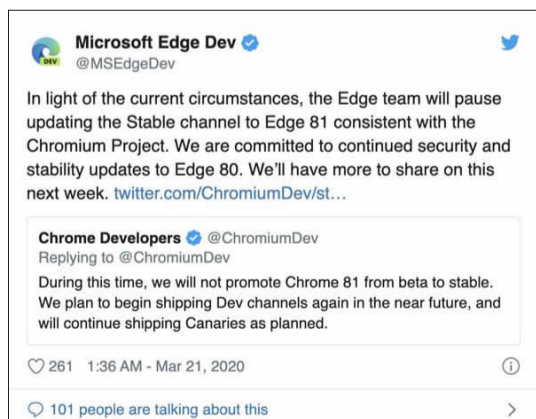 Microsoft Edge Dev
@MSEdgeDev
DEV
In light of the current circumstances, the Edge team will pause
updating the Stable channel to Edge 81 consistent with the
Chromium Project. We are committed to continued security and
stability updates to Edge 80. We'll have more to share on this
next week. twitter.com/ChromiumDev/st…
Chrome Developers @ChromiumDev
Replying to @ChromiumDev
During this time, we will not promote Chrome 81 from beta to stable.
We plan to begin shipping Dev channels again in the near future, and
will continue shipping Canaries as planned.
261 1:36 AM - Mar 21, 2020
101 people are talking about this